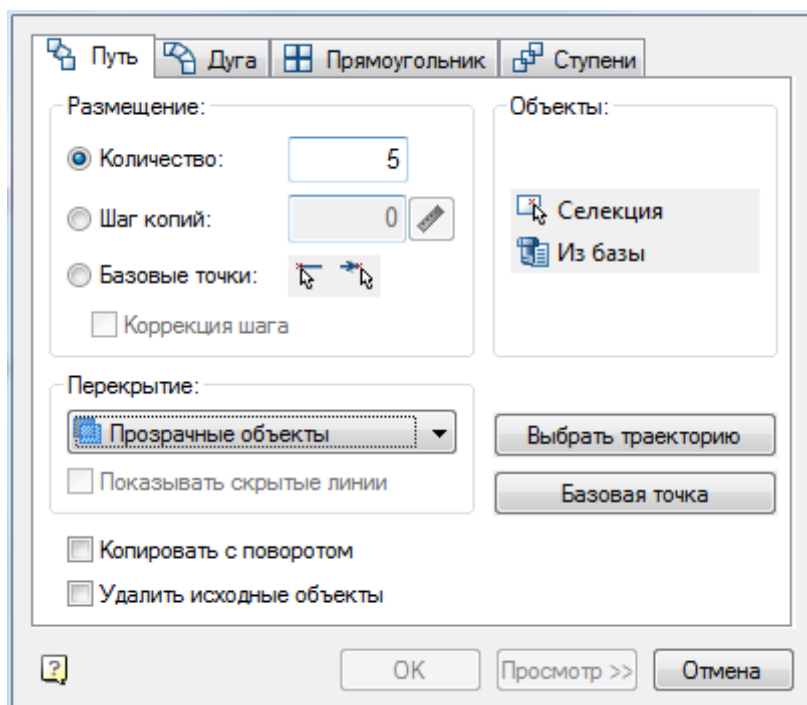 Путь Дуга Прямоугольник Ступени
Размещение:
Количество: 5
Шаг копий: 0
Базовые точки:
Коррекция шага
Объекты:
Селекция
Из базы
Перекрытие:
Прозрачные объекты
Показывать скрытые линии
Выбрать траекторию
Базовая точка
Копировать с поворотом
Удалить исходные объекты
? OK Просмотр >> Отмена